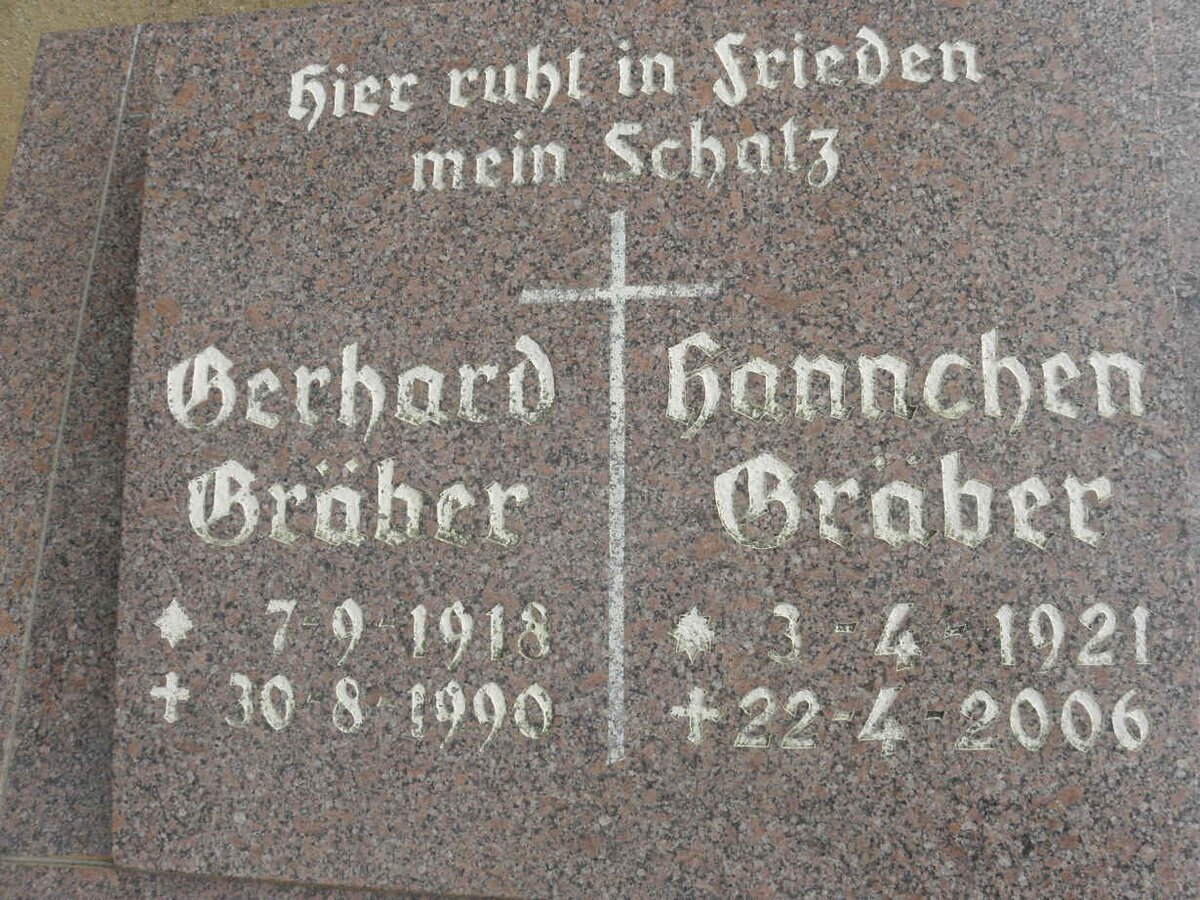 Hier ruht in Frieden
mein Schatz
Gerhard
Gräber
* 7-9-1918
† 30-8-1990
Hannchen
Gräber
* 3-4-1921
† 22-4-2006